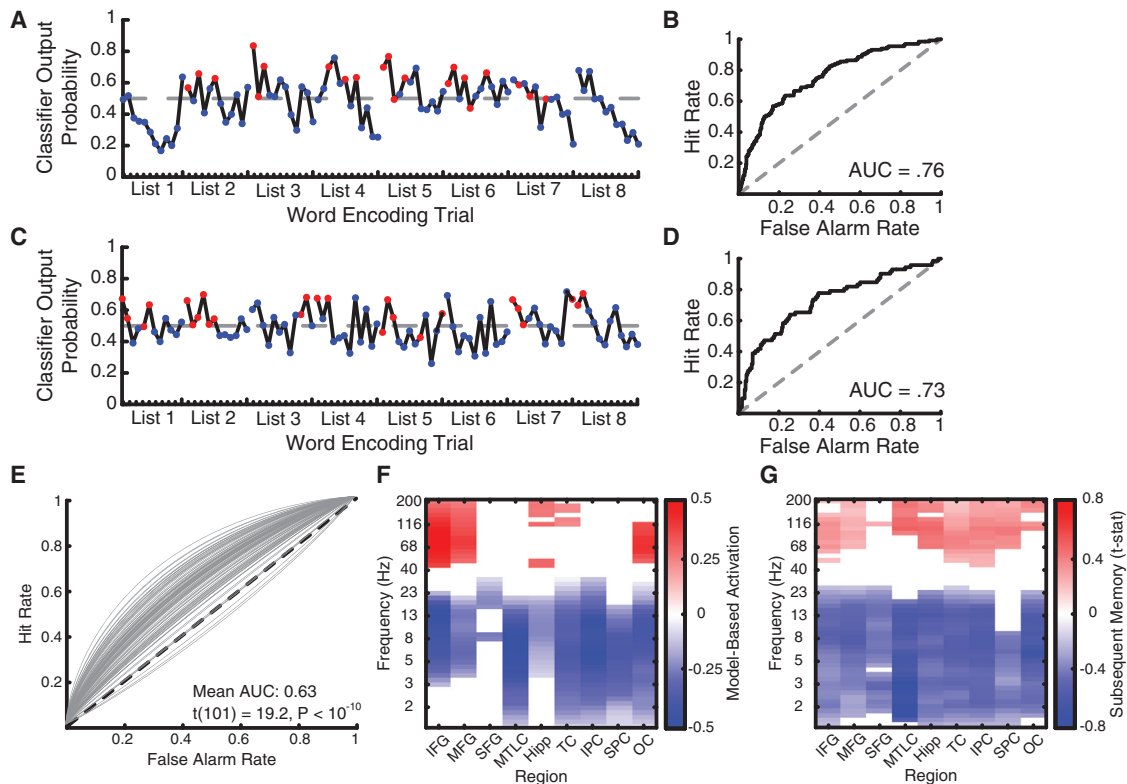 A
Classifier Output
Probability
1
0.8
0.6
0.4
0.2
0
List 1 List 2 List 3 List 4 List 5 List 6 List 7 List 8
Word Encoding Trial
B
Hit Rate
1
0.8
0.6
0.4
0.2
0.2 0.4 0.6 0.8 1
AUC = .76
False Alarm Rate
C
Classifier Output
Probability
1
0.8
0.6
0.4
0.2
0
List 1 List 2 List 3 List 4 List 5 List 6 List 7 List 8
Word Encoding Trial
D
Hit Rate
1
0.8
0.6
0.4
0.2
0.2 0.4 0.6 0.8 1
AUC = .73
False Alarm Rate
E
Hit Rate
1
0.8
0.6
0.4
0.2
Mean AUC: 0.63
t(101) = 19.2, P < 10⁻¹⁰
0.2 0.4 0.6 0.8 1
False Alarm Rate
F
Frequency (Hz)
200
116
68
40
23
13
8
5
3
2
IFG MFG SFG MTLC Hipp TC IPC SPC OC
Region
0.5
0.25
0
-0.25
-0.5
Model-Based Activation
G
Frequency (Hz)
200
116
68
40
23
13
8
5
3
2
IFG MFG SFG MTLC Hipp TC IPC SPC OC
Region
0.8
0.4
0
-0.4
-0.8
Subsequent Memory (t-stat)